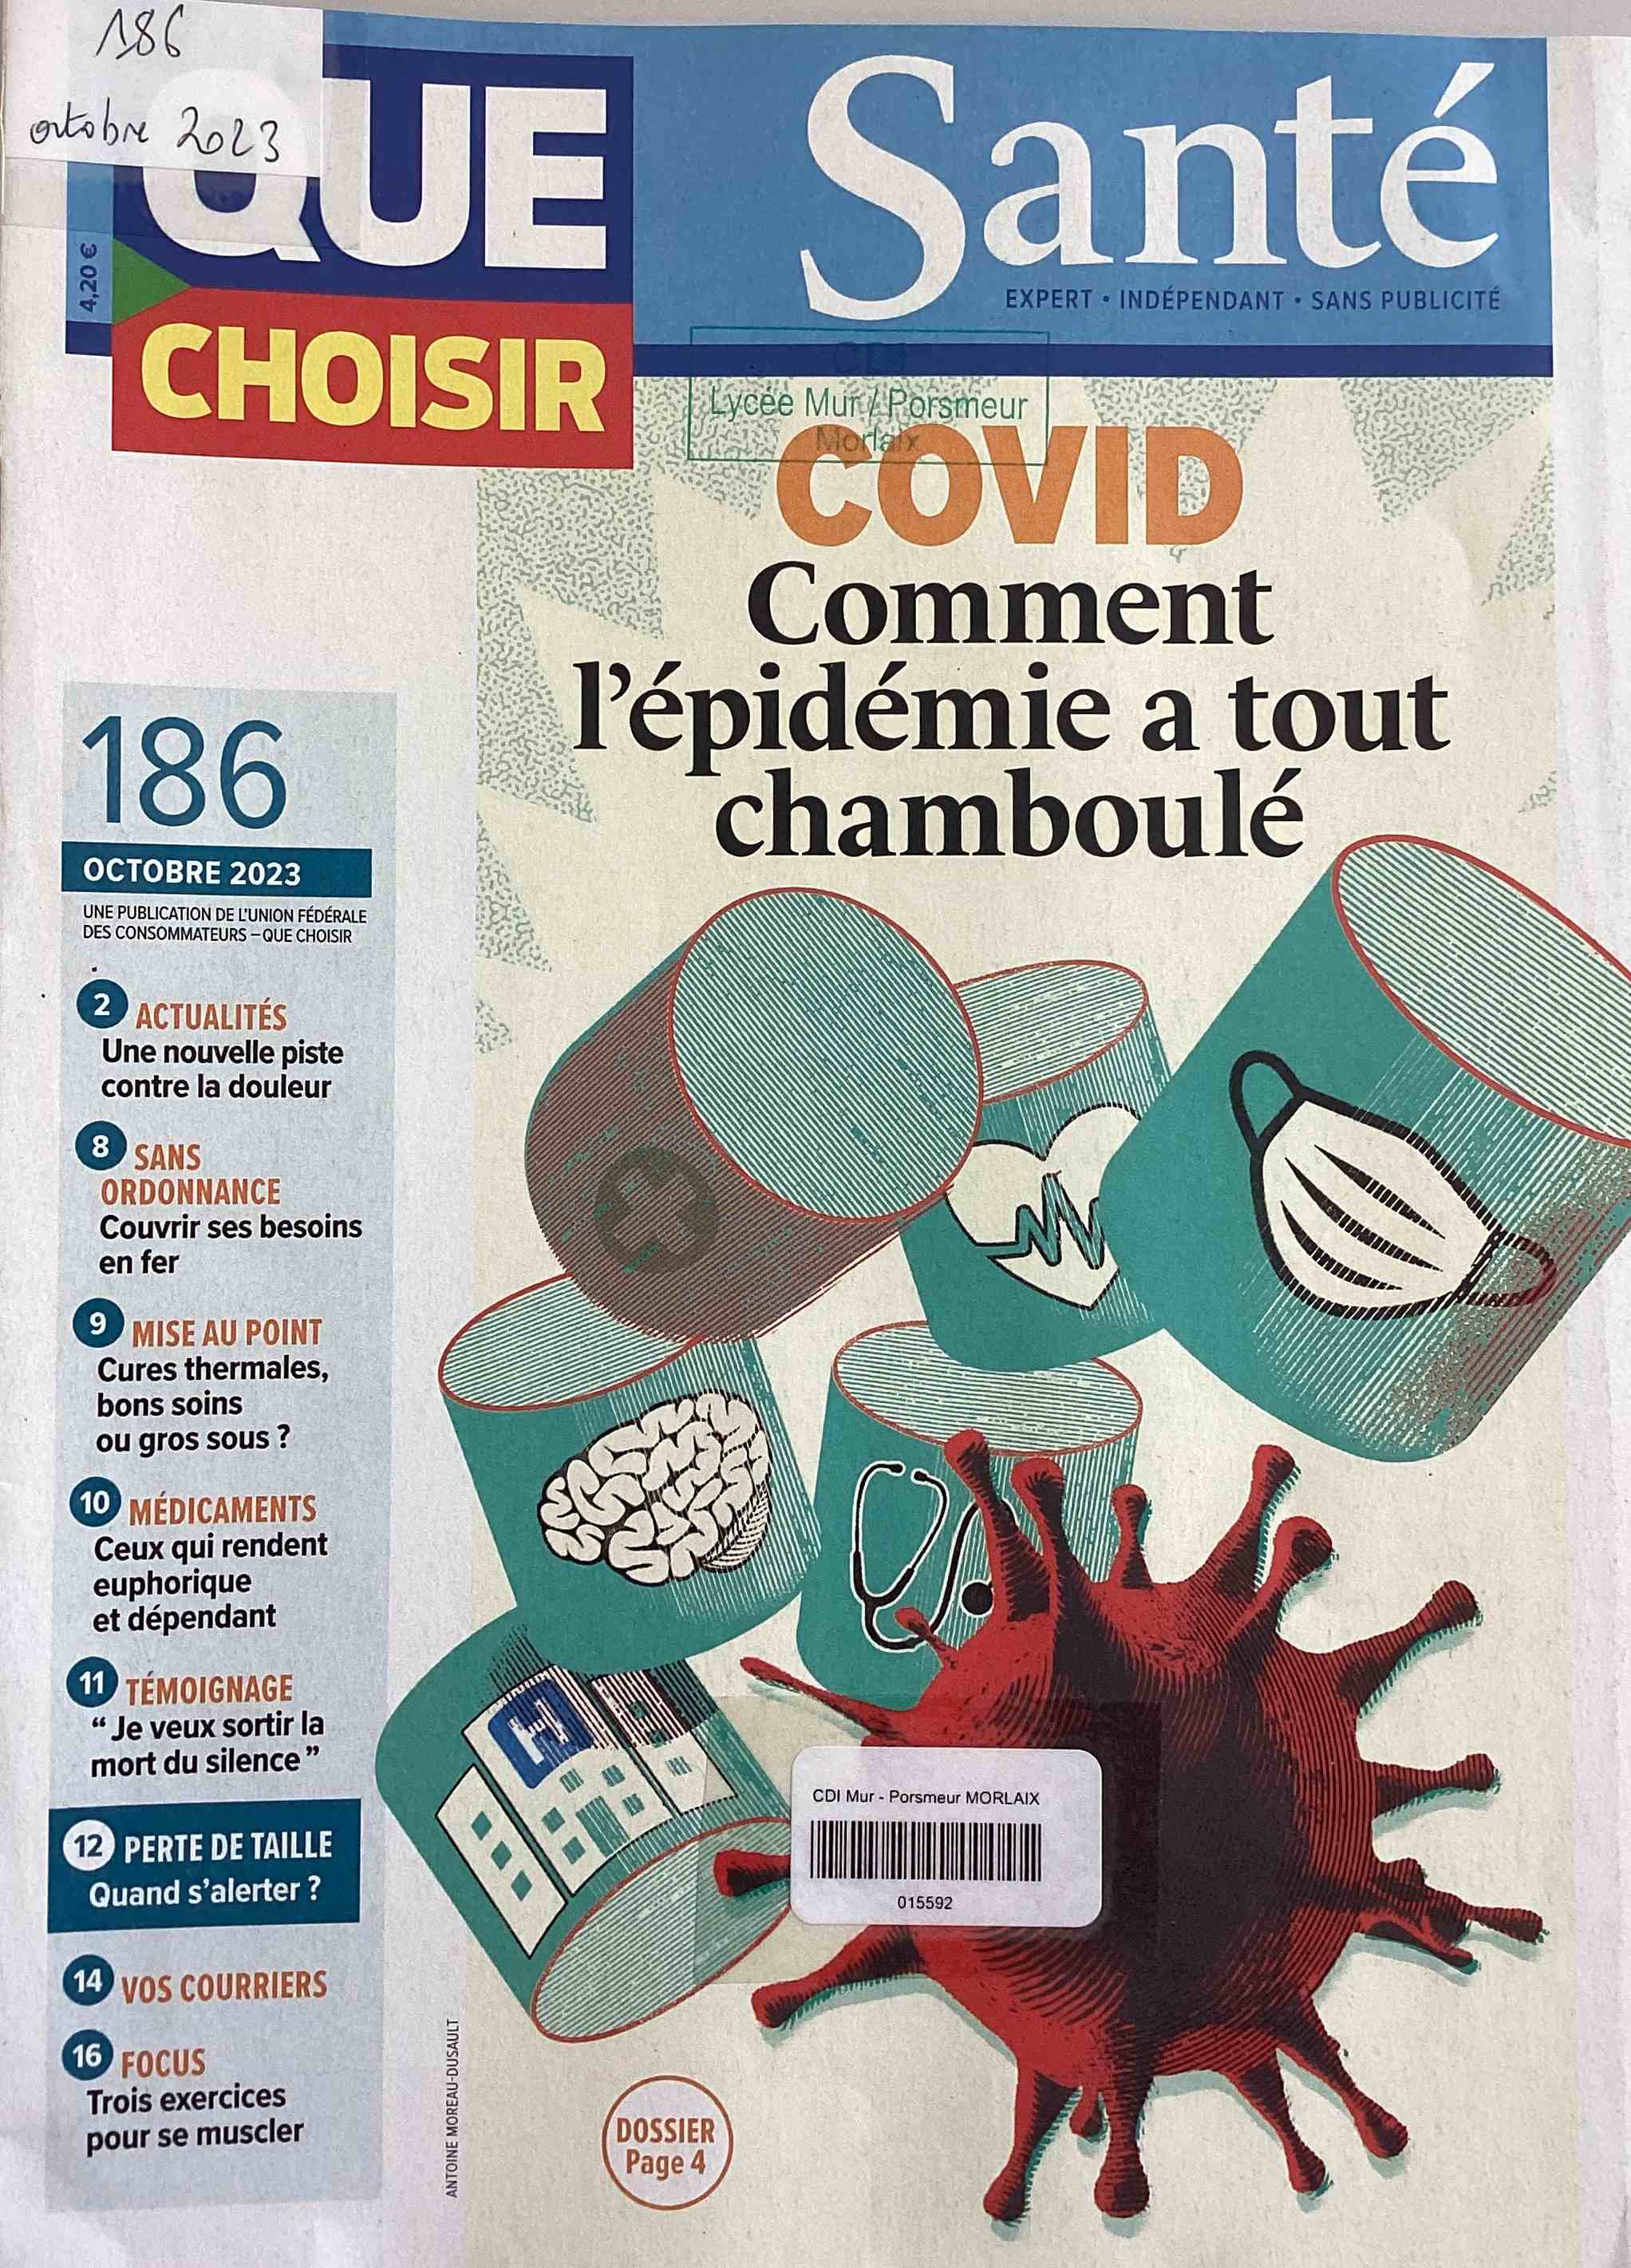 186
octobre 2023
QUE
CHOISIR
4,20 €
Santé
EXPERT • INDÉPENDANT • SANS PUBLICITÉ
CDI
Lycée Mur / Porsmeur
Morlaix
COVID
Comment
l'épidémie a tout
chamboulé
186
OCTOBRE 2023
UNE PUBLICATION DE L'UNION FÉDÉRALE
DES CONSOMMATEURS – QUE CHOISIR
2 ACTUALITÉS
Une nouvelle piste
contre la douleur
8 SANS
ORDONNANCE
Couvrir ses besoins
en fer
9 MISE AU POINT
Cures thermales,
bons soins
ou gros sous ?
10 MÉDICAMENTS
Ceux qui rendent
euphorique
et dépendant
11 TÉMOIGNAGE
“ Je veux sortir la
mort du silence ”
12 PERTE DE TAILLE
Quand s'alerter ?
14 VOS COURRIERS
16 FOCUS
Trois exercices
pour se muscler
ANTOINE MOREAU-DUSAULT
H
CDI Mur - Porsmeur MORLAIX
015592
DOSSIER
Page 4